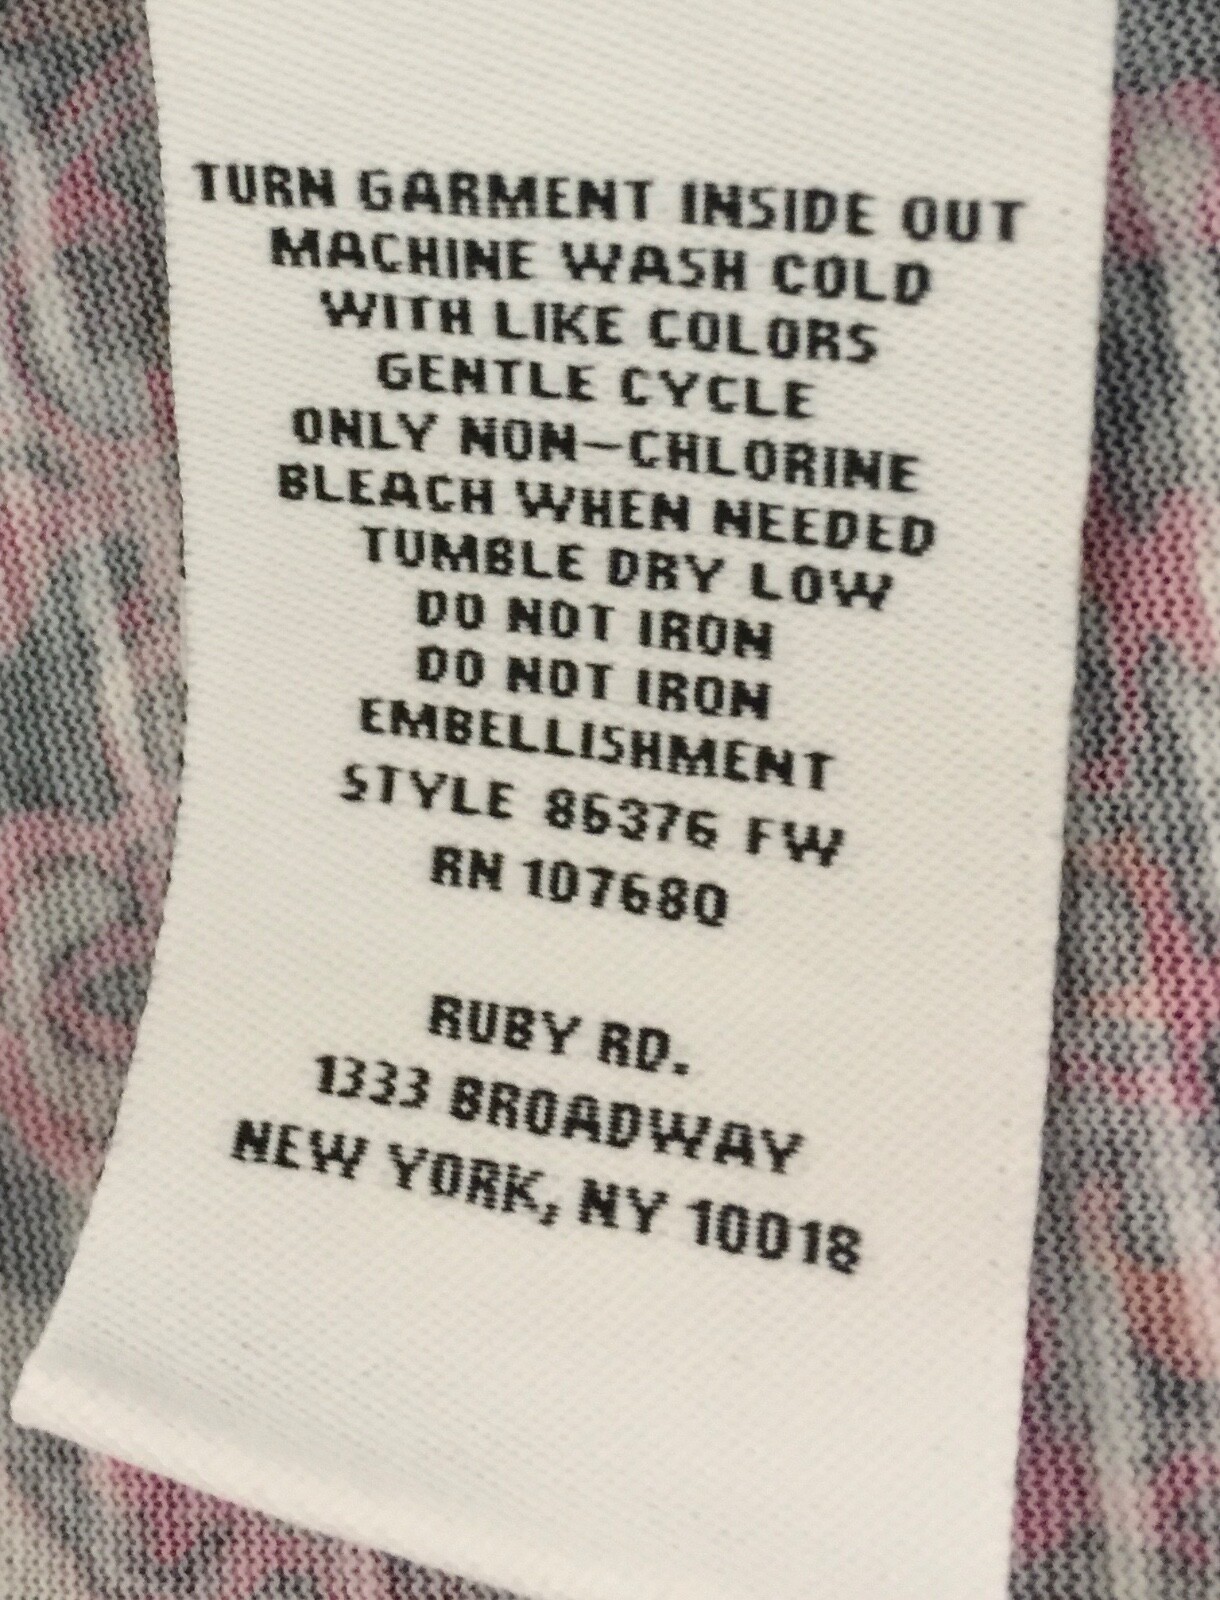 TURN GARMENT INSIDE OUT
MACHINE WASH COLD
WITH LIKE COLORS
GENTLE CYCLE
ONLY NON-CHLORINE
BLEACH WHEN NEEDED
TUMBLE DRY LOW
DO NOT IRON
DO NOT IRON
EMBELLISHMENT
STYLE 86376 FW
RN 107680
RUBY RD.
1333 BROADWAY
NEW YORK, NY 10018